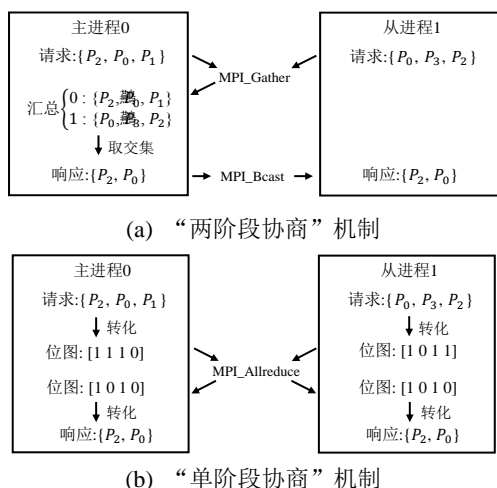 主进程0
请求:{P₂, P₀, P₁}
汇总
0 : {P₂, P₀, P₁}
1 : {P₀, P₃, P₂}
取交集
响应:{P₂, P₀}
MPI_Gather
MPI_Bcast
从进程1
请求:{P₀, P₃, P₂}
响应:{P₂, P₀}
(a) “两阶段协商”机制
主进程0
请求:{P₂, P₀, P₁}
转化
位图: [1 1 1 0]
位图: [1 0 1 0]
转化
响应:{P₂, P₀}
MPI_Allreduce
从进程1
请求:{P₀, P₃, P₂}
转化
位图: [1 0 1 1]
位图: [1 0 1 0]
转化
响应:{P₂, P₀}
(b) “单阶段协商”机制